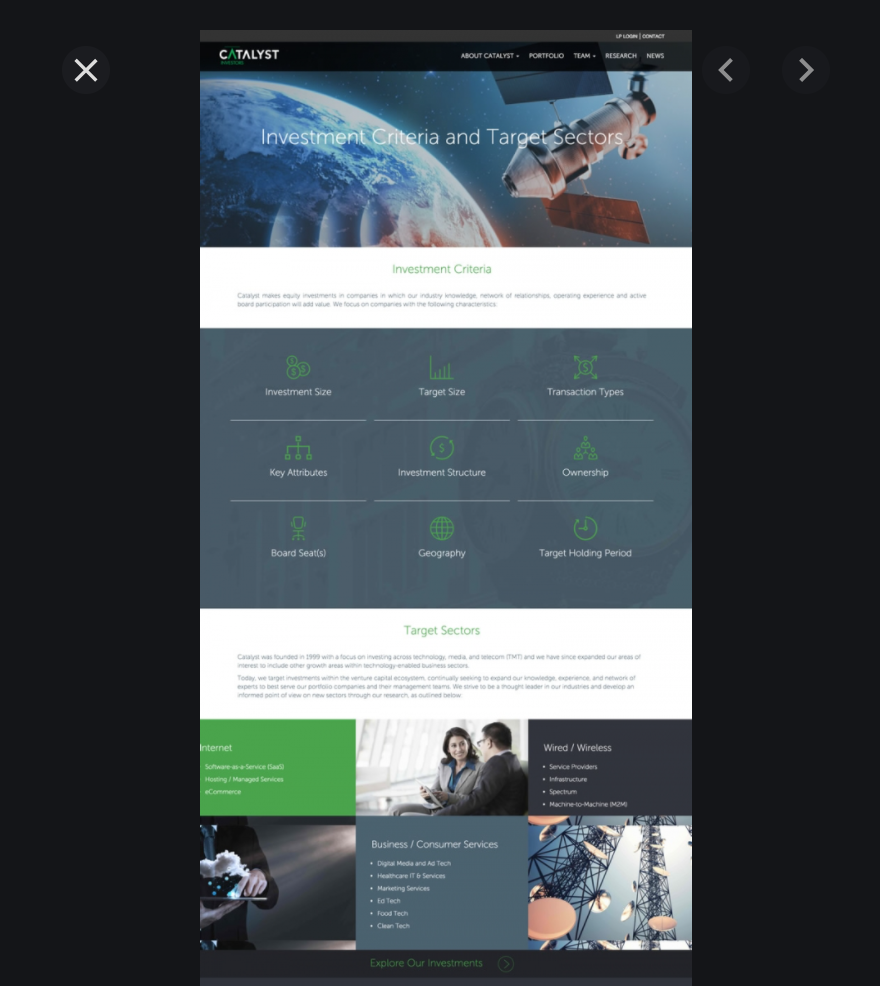 LP LOGIN | CONTACT
CATALYST
INVESTORS
ABOUT CATALYST PORTFOLIO TEAM RESEARCH NEWS
Investment Criteria and Target Sectors
Investment Criteria
Catalyst makes equity investments in companies in which our industry knowledge, network of relationships, operating experience and active
board participation will add value. We focus on companies with the following characteristics:
Investment Size
Target Size
Transaction Types
Key Attributes
Investment Structure
Ownership
Board Seat(s)
Geography
Target Holding Period
Target Sectors
Catalyst was founded in 1999 with a focus on investing across technology, media, and telecom (TMT) and we have since expanded our areas of
interest to include other growth areas within technology-enabled business sectors.
Today, we target investments within the venture capital ecosystem, continually seeking to expand our knowledge, experience, and network of
experts to best serve our portfolio companies and their management teams. We strive to be a thought leader in our industries and develop an
informed point of view on new sectors through our research, as outlined below:
Internet
Software-as-a-Service (SaaS)
Hosting / Managed Services
eCommerce
Wired / Wireless
• Service Providers
• Infrastructure
• Spectrum
• Machine-to-Machine (M2M)
Business / Consumer Services
• Digital Media and Ad Tech
• Healthcare IT & Services
• Marketing Services
• Ed Tech
• Food Tech
• Clean Tech
Explore Our Investments